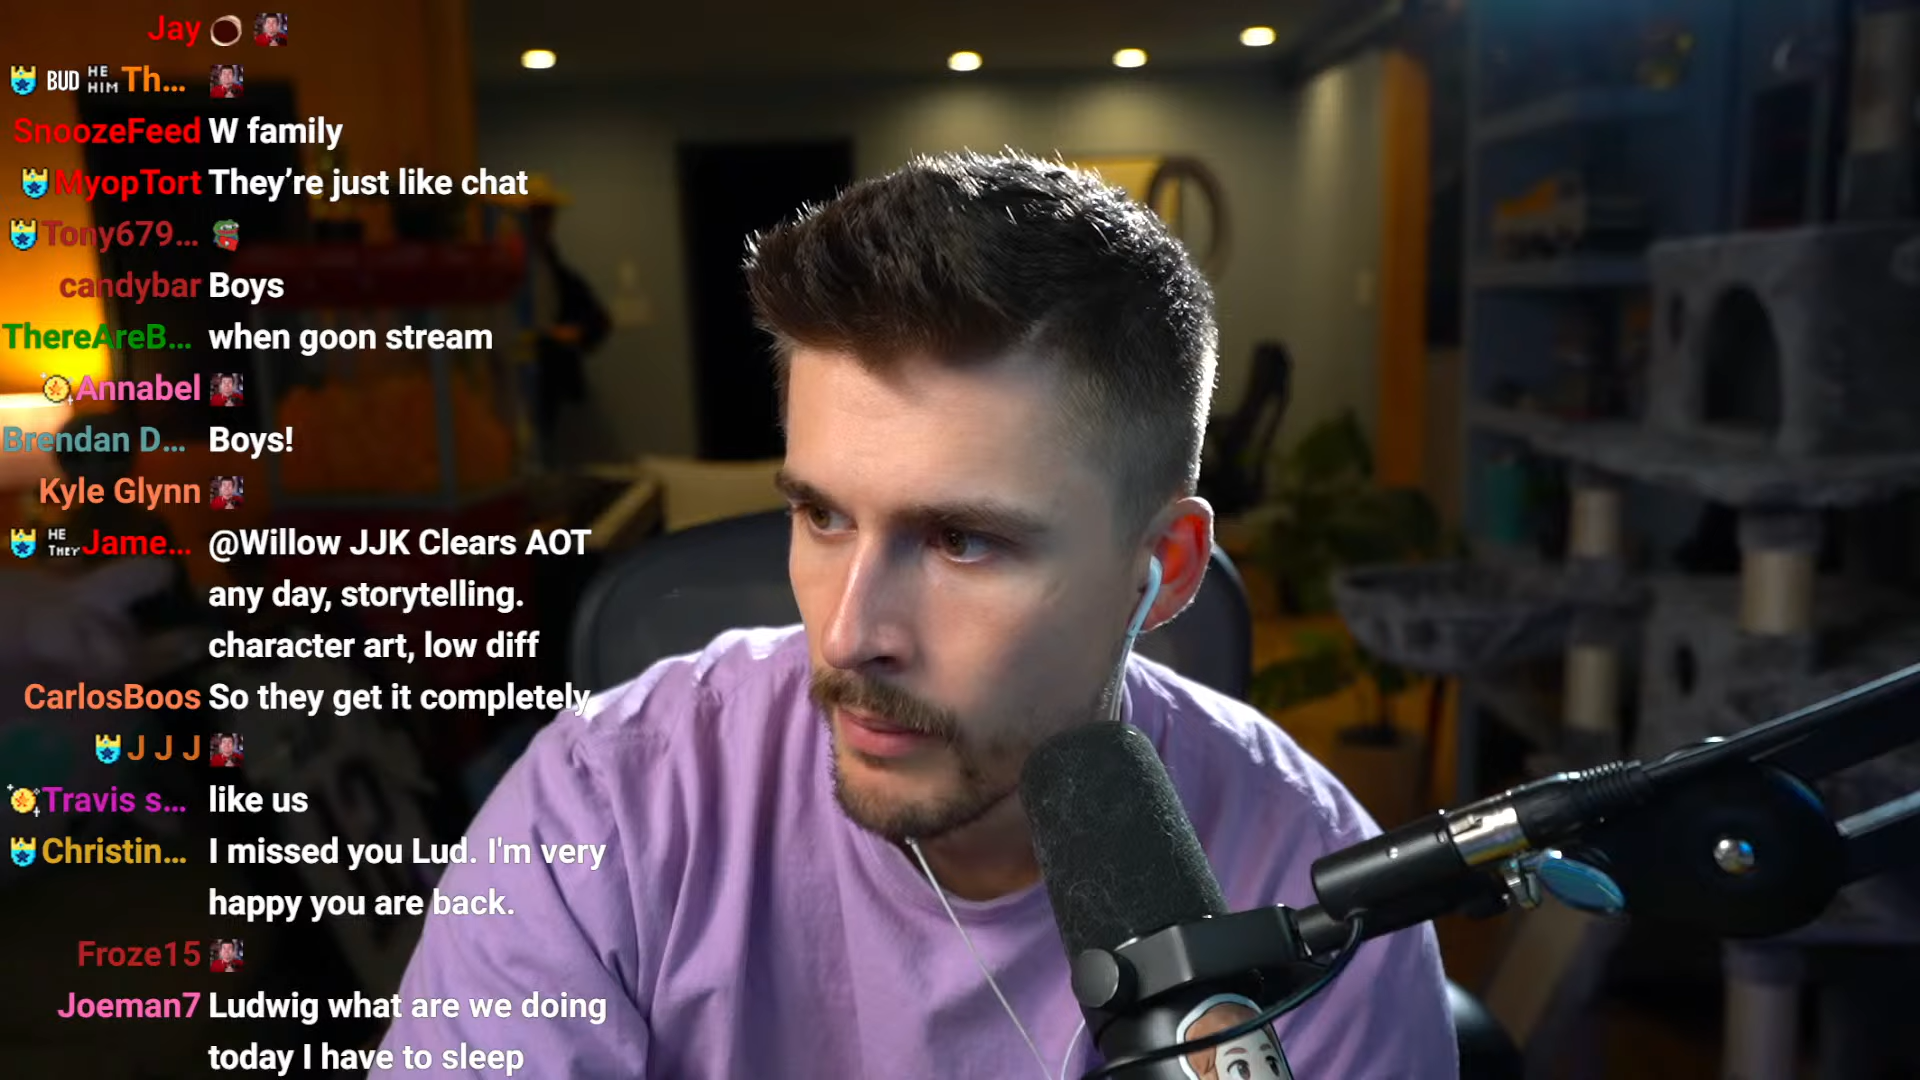 Jay
BUD HE HIM Th...
SnoozeFeed W family
MyopTort They’re just like chat
Tony679...
candybar Boys
ThereAreB... when goon stream
Annabel
Brendan D... Boys!
Kyle Glynn
HE THEY Jame... @Willow JJK Clears AOT
any day, storytelling.
character art, low diff
CarlosBoos So they get it completely
J J J
Travis s... like us
Christin... I missed you Lud. I'm very
happy you are back.
Froze15
Joeman7 Ludwig what are we doing
today I have to sleep